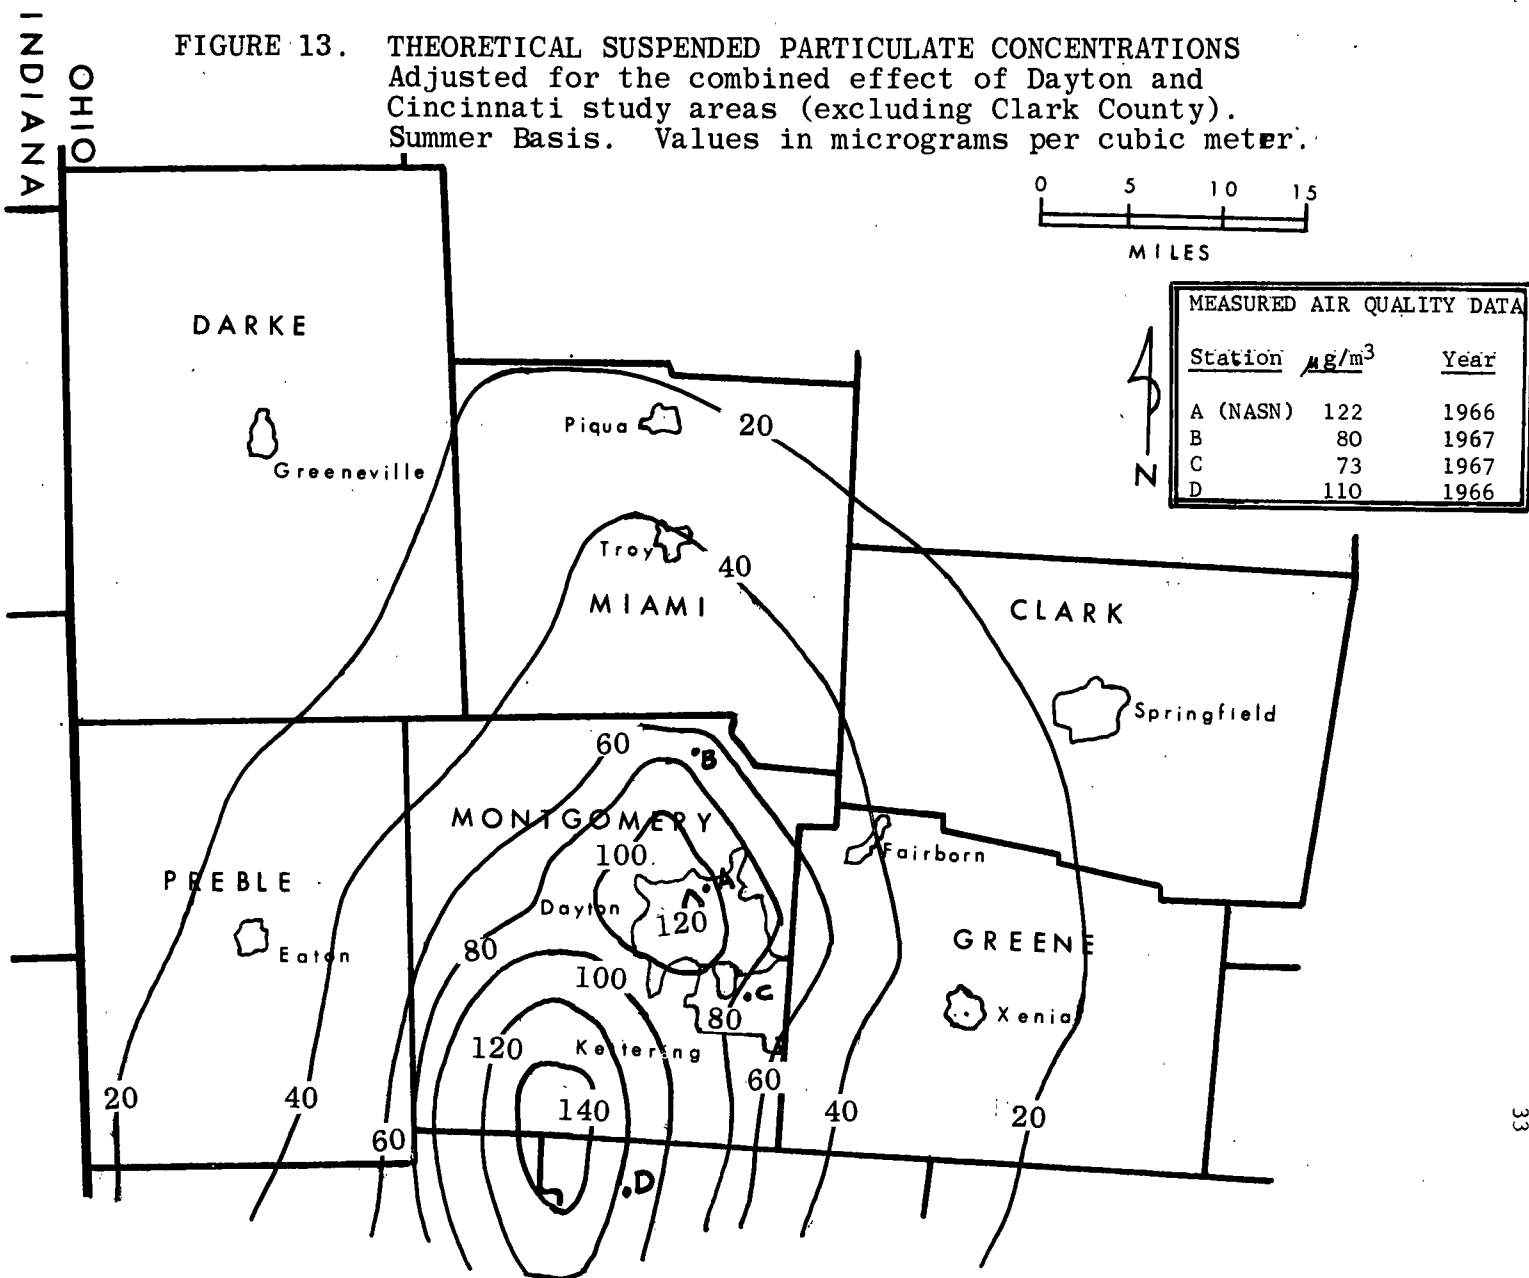 INDIANA
OHIO
FIGURE 13. THEORETICAL SUSPENDED PARTICULATE CONCENTRATIONS
Adjusted for the combined effect of Dayton and
Cincinnati study areas (excluding Clark County).
Summer Basis. Values in micrograms per cubic meter.
0 5 10 15
MILES
MEASURED AIR QUALITY DATA
Station µg/m³ Year
A (NASN) 122 1966
B 80 1967
C 73 1967
D 110 1966
N
DARKE
Greeneville
Piqua
20
Troy
40
MIAMI
CLARK
Springfield
60
B
MONTGOMERY
100
Fairborn
PREBLE
A
Dayton
120
Eaton
80
GREENE
100
C
80
Xenia
120
Kettering
60
20
40
140
40
20
60
D
33